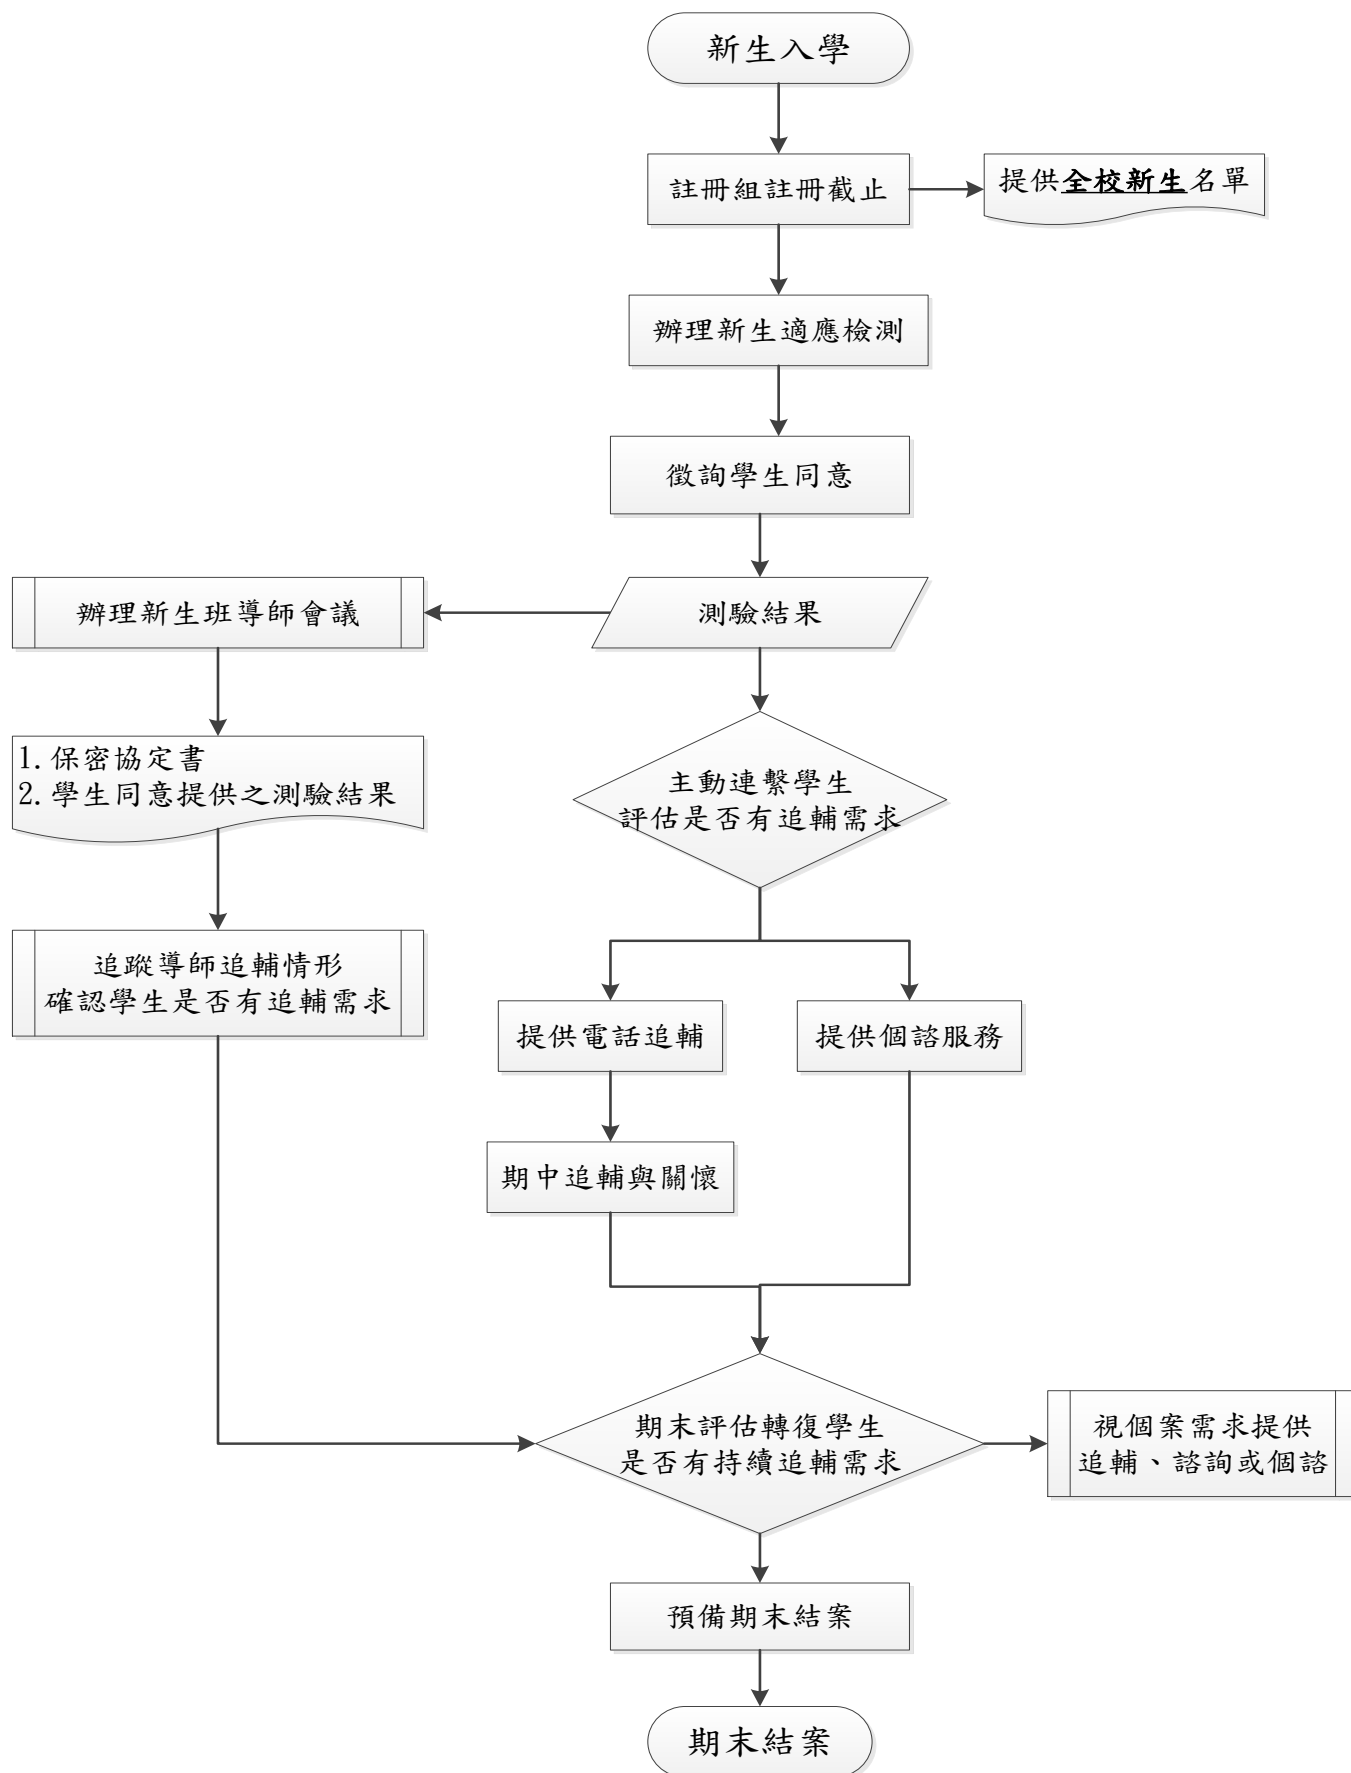 新生入學
註冊組註冊截止
提供全校新生名單
辦理新生適應檢測
徵詢學生同意
辦理新生班導師會議
測驗結果
1.保密協定書
2.學生同意提供之測驗結果
主動連繫學生
評估是否有追輔需求
追蹤導師追輔情形
確認學生是否有追輔需求
提供電話追輔
提供個諮服務
期中追輔與關懷
期末評估轉復學生
是否有持續追輔需求
視個案需求提供
追輔、諮詢或個諮
預備期末結案
期末結案